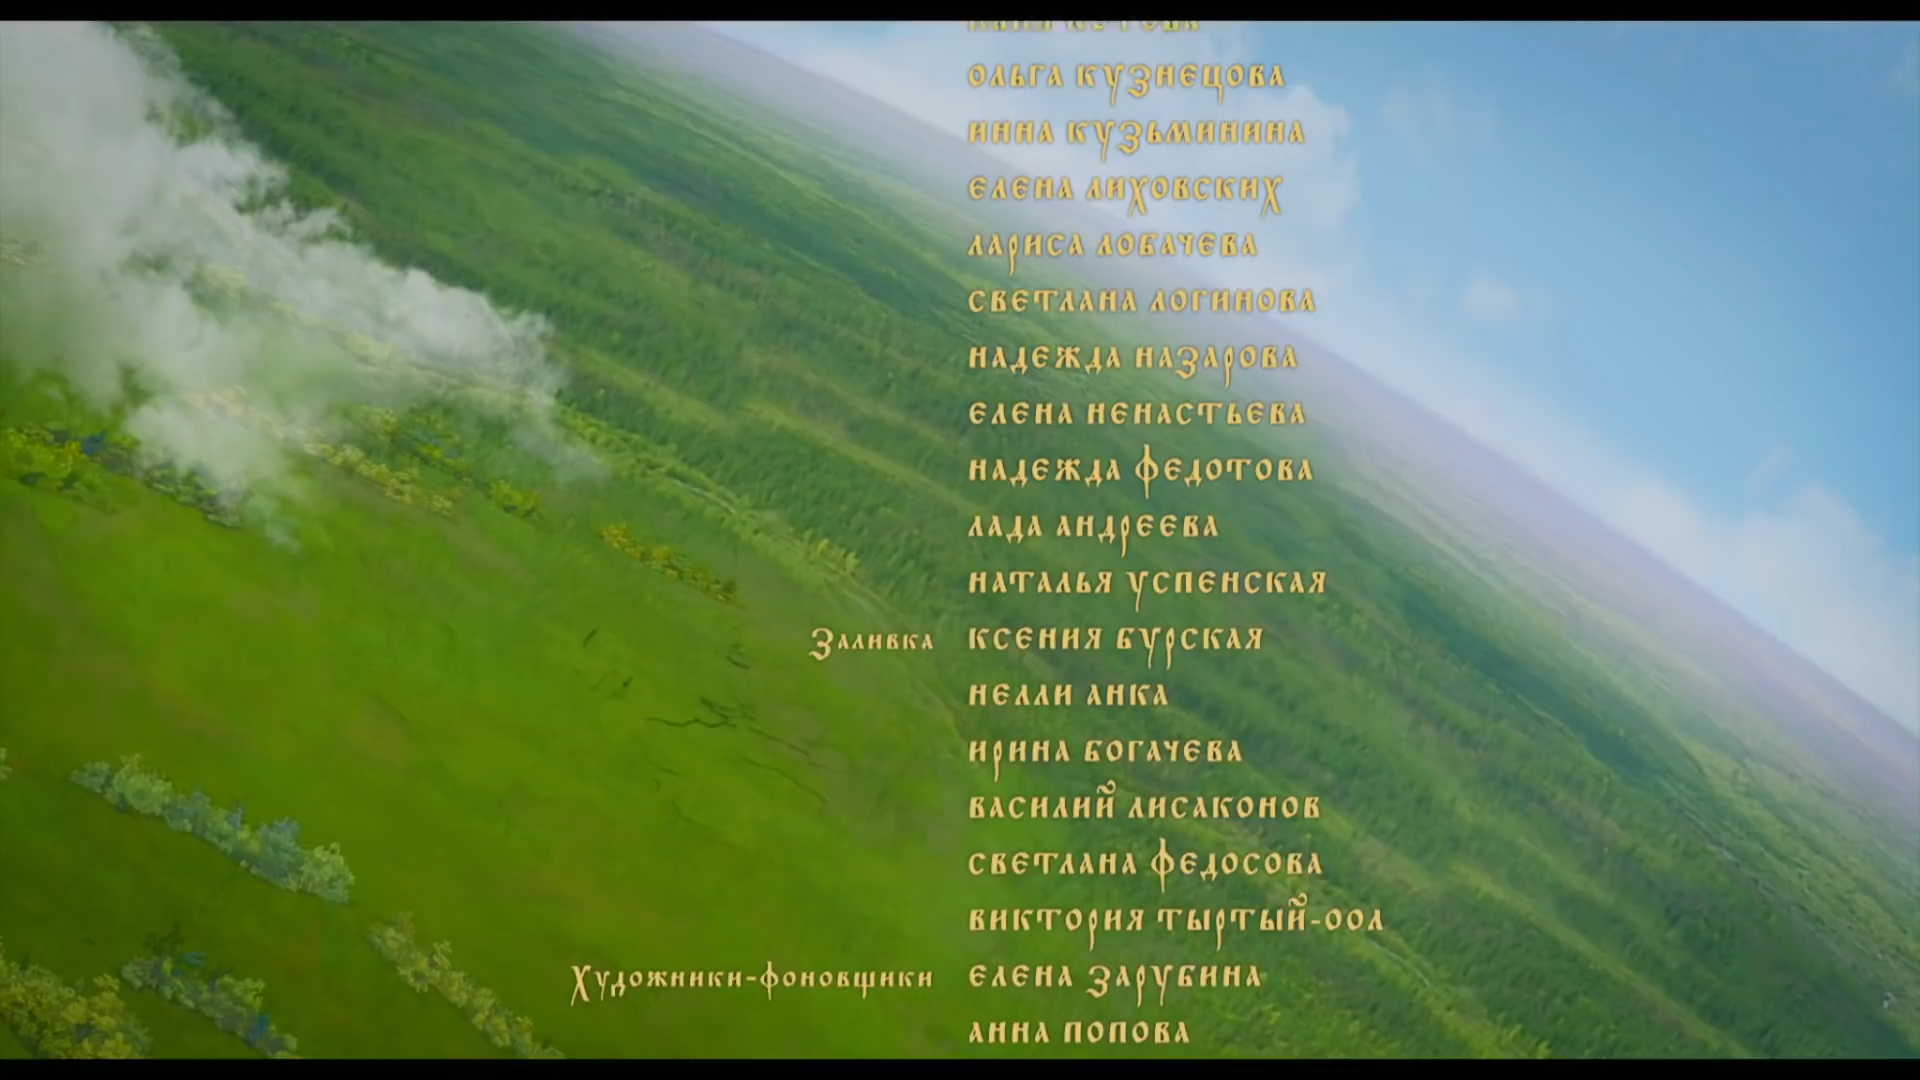 ОЛЬГА КУЗНЕЦОВА
ИННА КУЗЬМИНИНА
ЕЛЕНА ЛИХОВСКИХ
ЛАРИСА ЛОБАЧЕВА
СВЕТЛАНА ЛОГИНОВА
НАДЕЖДА НАЗАРОВА
ЕЛЕНА НЕНАСТЬЕВА
НАДЕЖДА ФЕДОТОВА
ЛАДА АНДРЕЕВА
НАТАЛЬЯ УСПЕНСКАЯ
Заливка КСЕНИЯ БУРСКАЯ
НЕЛЛИ АНКА
ИРИНА БОГАЧЕВА
ВАСИЛИЙ ЛИСАКОНОВ
СВЕТЛАНА ФЕДОСОВА
ВИКТОРИЯ ТЫРТЫЙ-ООЛ
Художники-фоновщики ЕЛЕНА ЗАРУБИНА
АННА ПОПОВА